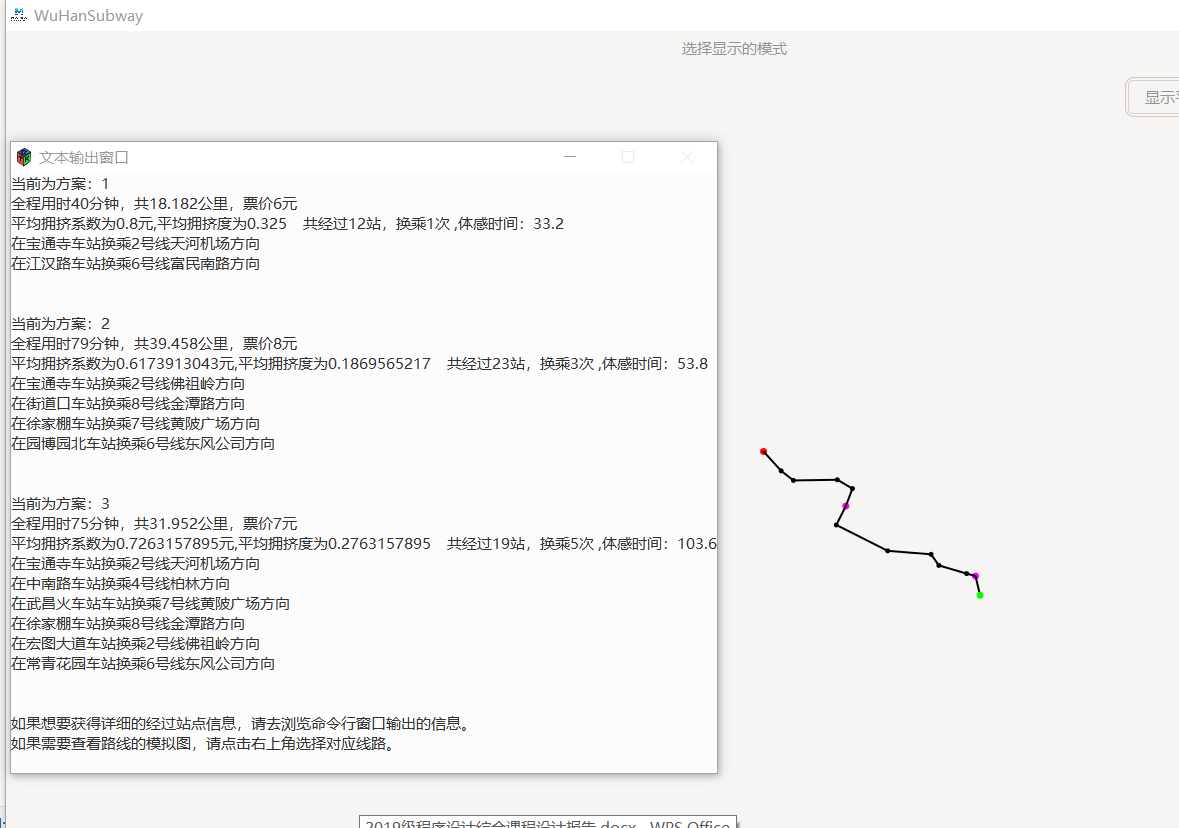 WuHanSubway
选择显示的模式
显示
文本输出窗口
当前为方案：1
全程用时40分钟，共18.182公里，票价6元
平均拥挤系数为0.8元,平均拥挤度为0.325    共经过12站，换乘1次 ,体感时间：33.2
在宝通寺车站换乘2号线天河机场方向
在江汉路车站换乘6号线富民南路方向
当前为方案：2
全程用时79分钟，共39.458公里，票价8元
平均拥挤系数为0.6173913043元,平均拥挤度为0.1869565217    共经过23站，换乘3次 ,体感时间：53.8
在宝通寺车站换乘2号线佛祖岭方向
在街道口车站换乘8号线金潭路方向
在徐家棚车站换乘7号线黄陂广场方向
在园博园北车站换乘6号线东风公司方向
当前为方案：3
全程用时75分钟，共31.952公里，票价7元
平均拥挤系数为0.7263157895元,平均拥挤度为0.2763157895    共经过19站，换乘5次 ,体感时间：103.6
在宝通寺车站换乘2号线天河机场方向
在中南路车站换乘4号线柏林方向
在武昌火车站车站换乘7号线黄陂广场方向
在徐家棚车站换乘8号线金潭路方向
在宏图大道车站换乘2号线佛祖岭方向
在常青花园车站换乘6号线东风公司方向
如果想要获得详细的经过站点信息，请去浏览命令行窗口输出的信息。
如果需要查看路线的模拟图，请点击右上角选择对应线路。
2019级程序设计综合课程设计报告.docx - WPS Office